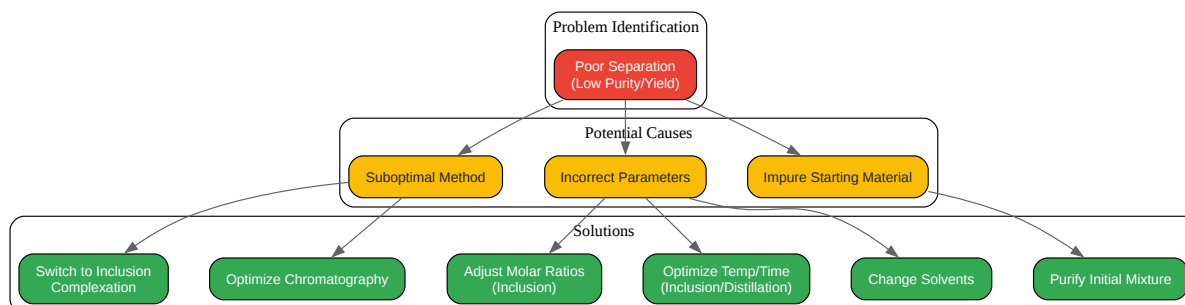 Problem Identification
Poor Separation
(Low Purity/Yield)
Potential Causes
Suboptimal Method
Incorrect Parameters
Impure Starting Material
Solutions
Switch to Inclusion
Complexation
Optimize Chromatography
Adjust Molar Ratios
(Inclusion)
Optimize Temp/Time
(Inclusion/Distillation)
Change Solvents
Purify Initial Mixture